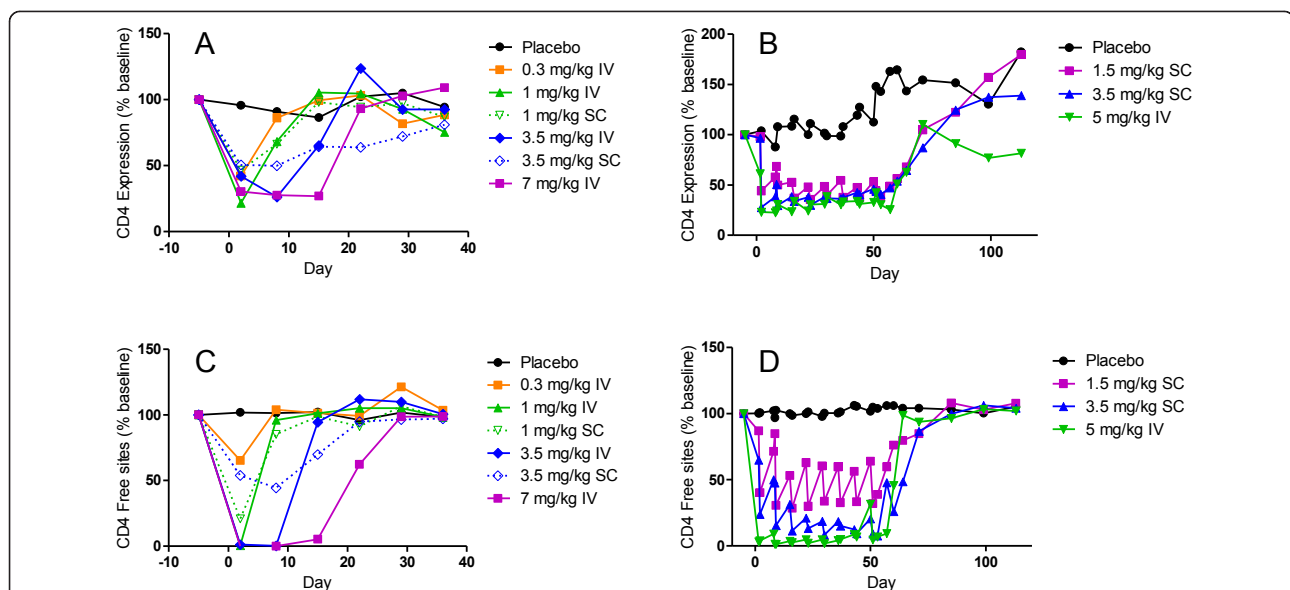 A
CD4 Expression (% baseline)
150
100
50
0
-10
0
10
20
30
40
Day
Placebo
0.3 mg/kg IV
1 mg/kg IV
1 mg/kg SC
3.5 mg/kg IV
3.5 mg/kg SC
7 mg/kg IV
B
CD4 Expression (% baseline)
200
150
100
50
0
0
50
100
Day
Placebo
1.5 mg/kg SC
3.5 mg/kg SC
5 mg/kg IV
C
CD4 Free sites (% baseline)
150
100
50
0
-10
0
10
20
30
40
Day
Placebo
0.3 mg/kg IV
1 mg/kg IV
1 mg/kg SC
3.5 mg/kg IV
3.5 mg/kg SC
7 mg/kg IV
D
CD4 Free sites (% baseline)
150
100
50
0
0
50
100
Day
Placebo
1.5 mg/kg SC
3.5 mg/kg SC
5 mg/kg IV